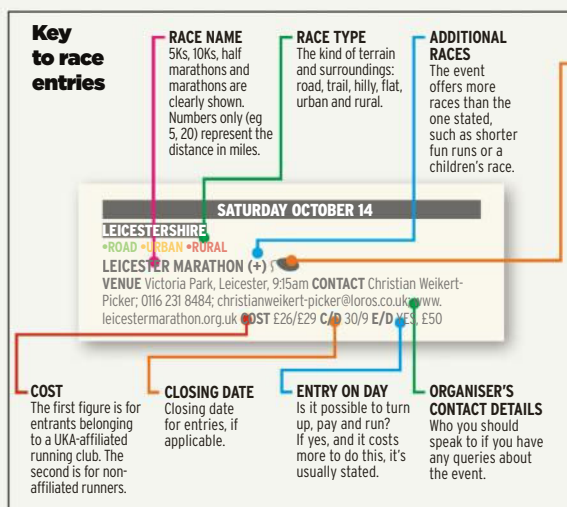 Key
to race
entries
RACE NAME
5Ks, 10Ks, half
marathons and
marathons are
clearly shown.
Numbers only (eg
5, 20) represent the
distance in miles.
RACE TYPE
The kind of terrain
and surroundings:
road, trail, hilly, flat,
urban and rural.
ADDITIONAL
RACES
The event
offers more
races than the
one stated,
such as shorter
fun runs or a
children's race.
SATURDAY OCTOBER 14
LEICESTERSHIRE
•ROAD •URBAN •RURAL
LEICESTER MARATHON (+)
VENUE Victoria Park, Leicester, 9:15am CONTACT Christian Weikert-
Picker; 0116 231 8484; christianweikert-picker@loros.co.uk; www.
leicestermarathon.org.uk COST £26/£29 C/D 30/9 E/D YES, £50
COST
The first figure is for
entrants belonging
to a UKA-affiliated
running club. The
second is for non-
affiliated runners.
CLOSING DATE
Closing date
for entries, if
applicable.
ENTRY ON DAY
Is it possible to turn
up, pay and run?
If yes, and it costs
more to do this, it's
usually stated.
ORGANISER'S
CONTACT DETAILS
Who you should
speak to if you have
any queries about
the event.